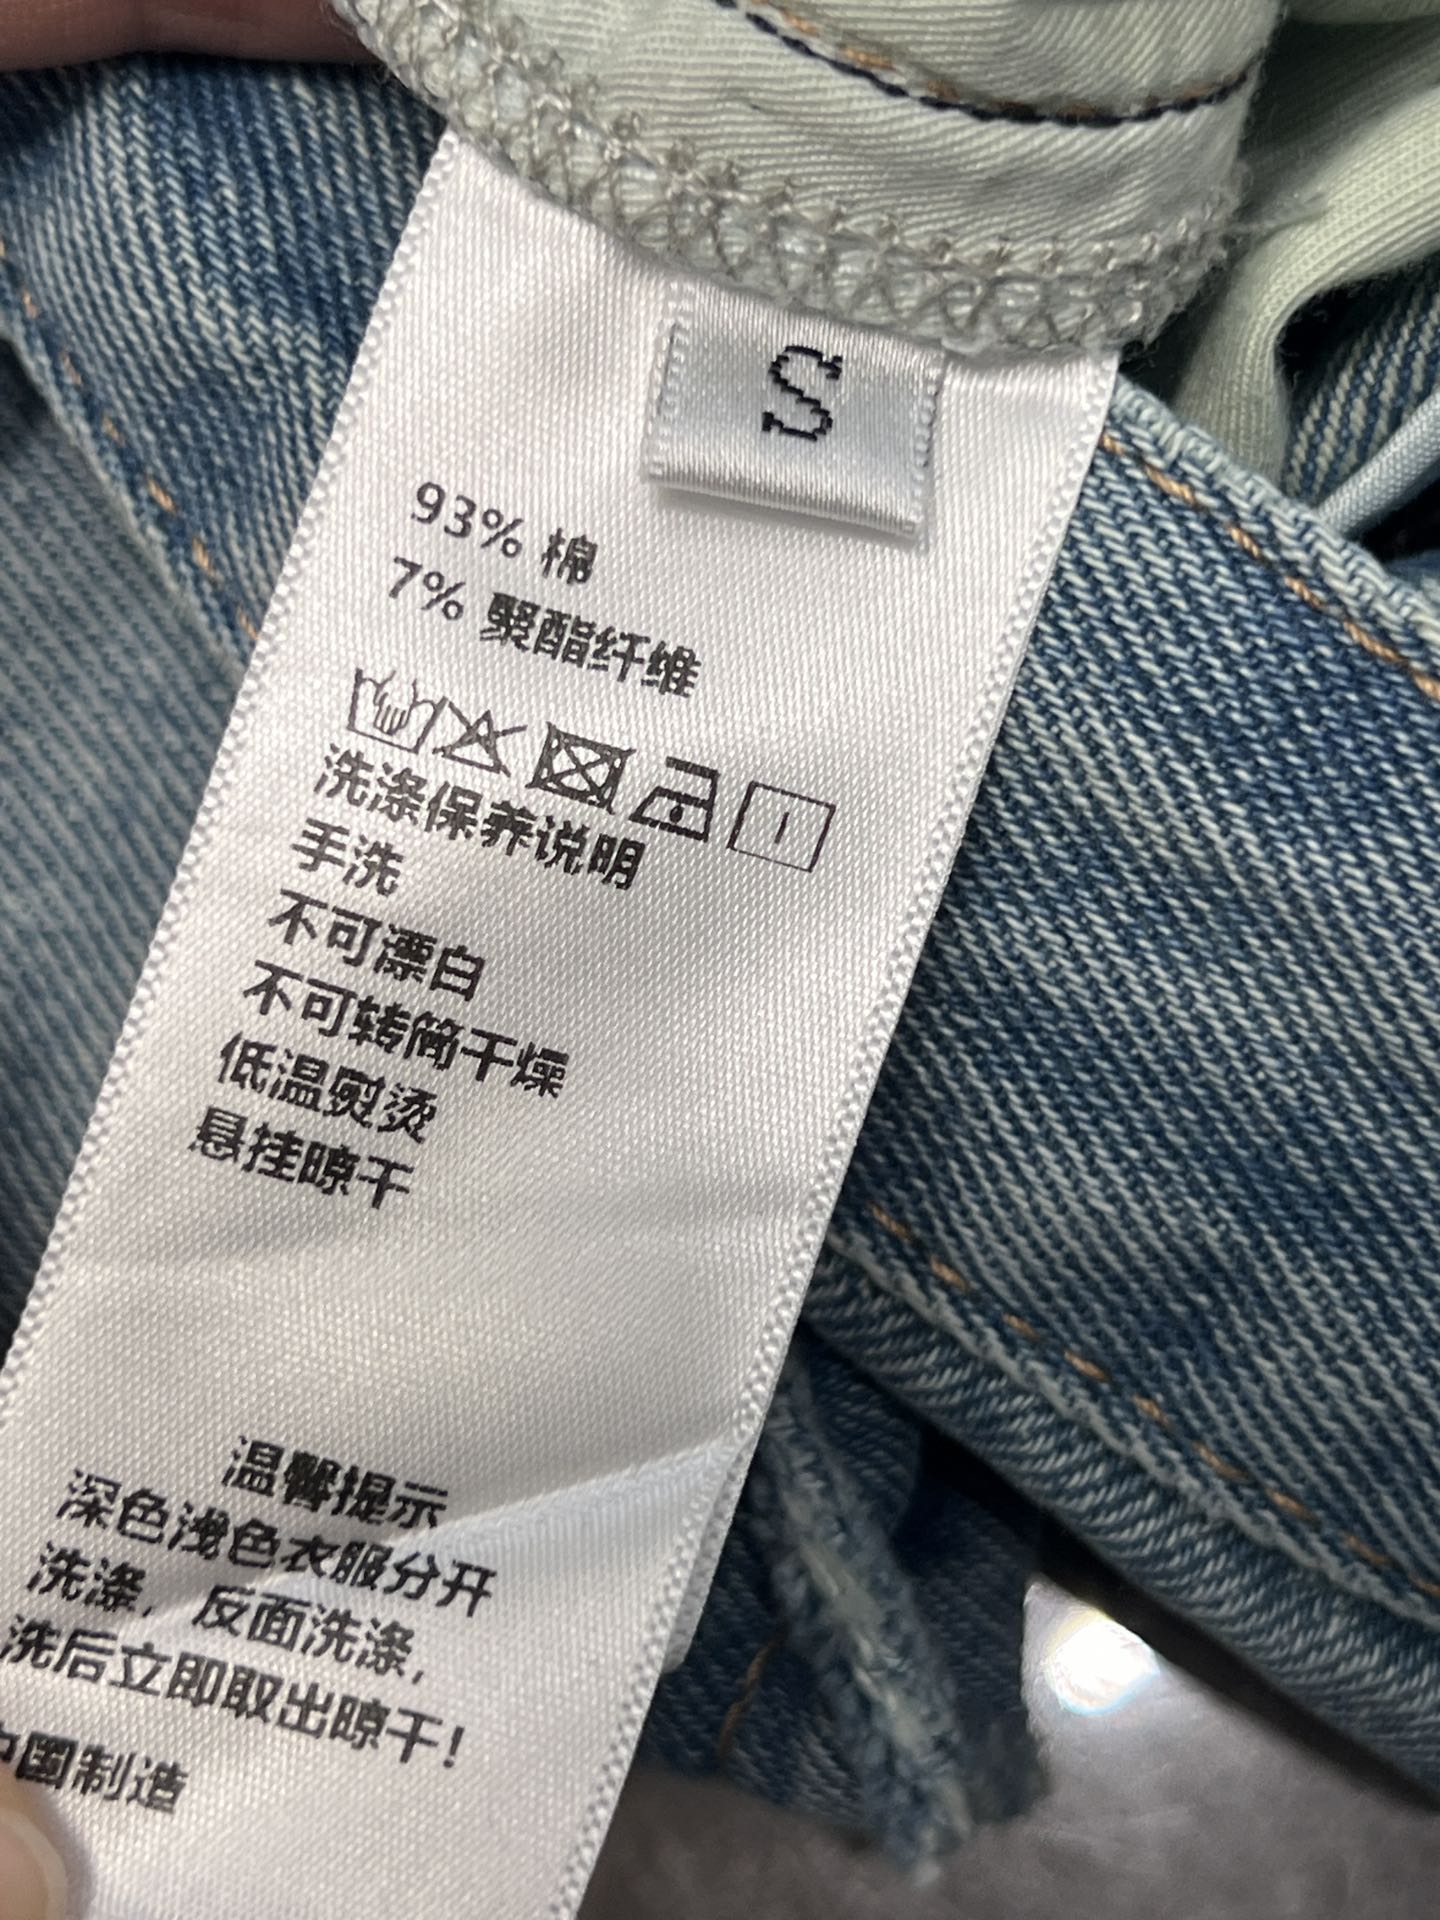 S
93% 棉
7% 聚酯纤维
洗涤保养说明
手洗
不可漂白
不可转筒干燥
低温熨烫
悬挂晾干
温馨提示
深色浅色衣服分开
洗涤，反面洗涤，
洗后立即取出晾干！
中國制造